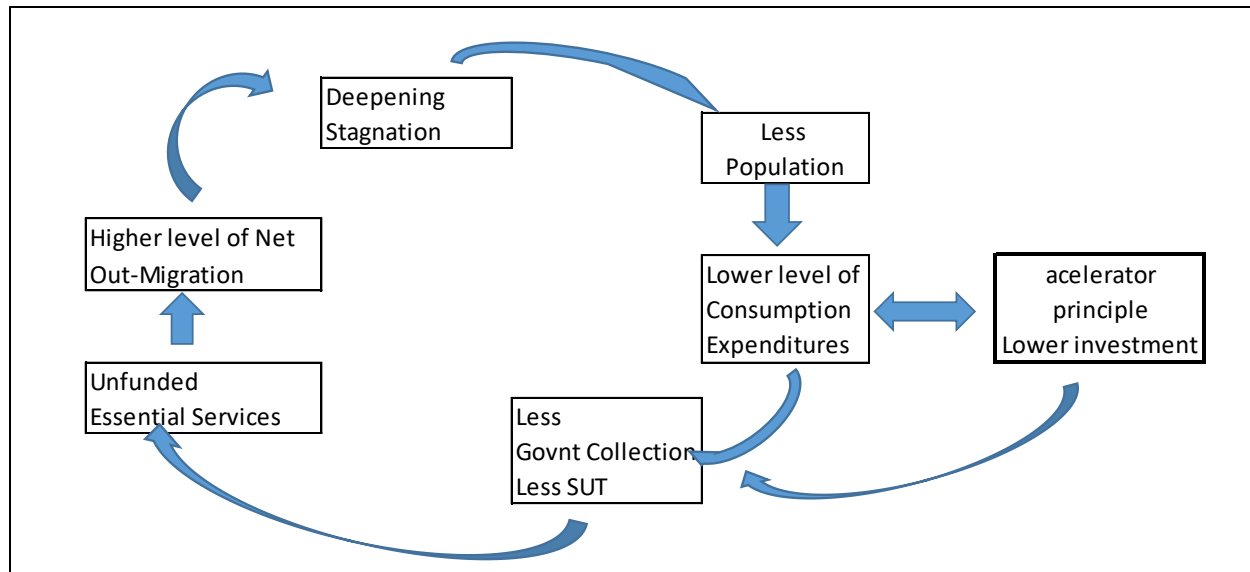 Deepening
Stagnation
Less
Population
Higher level of Net
Out-Migration
Lower level of
Consumption
Expenditures
acelerator
principle
Lower investment
Unfunded
Essential Services
Less
Govnt Collection
Less SUT